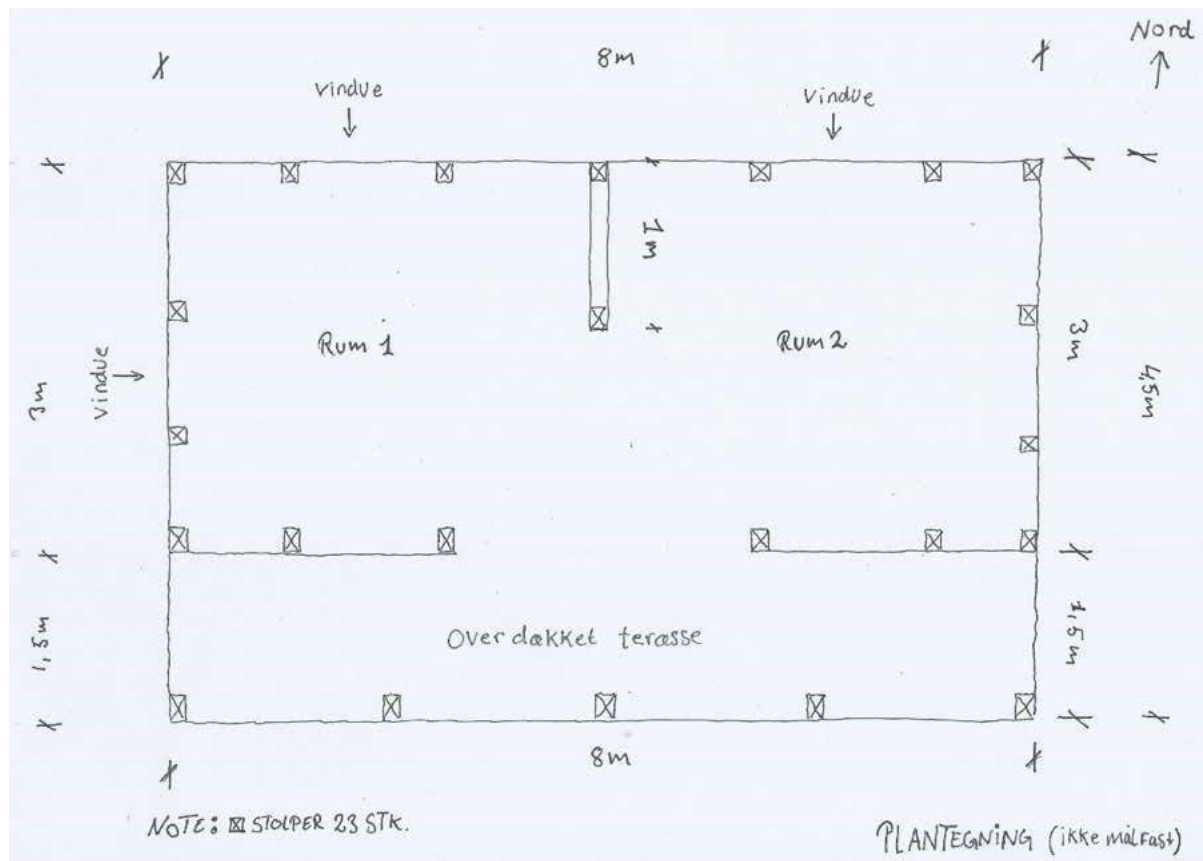 Nord
8m
vindue
vindue
1m
Rum 1
Rum 2
vindue
3m
3m
4,5m
Overdækket teræsse
1,5m
1,5m
8m
NOTE: ☒ STOLPER 23 STK.
PLANTEGNING (ikke målfast)